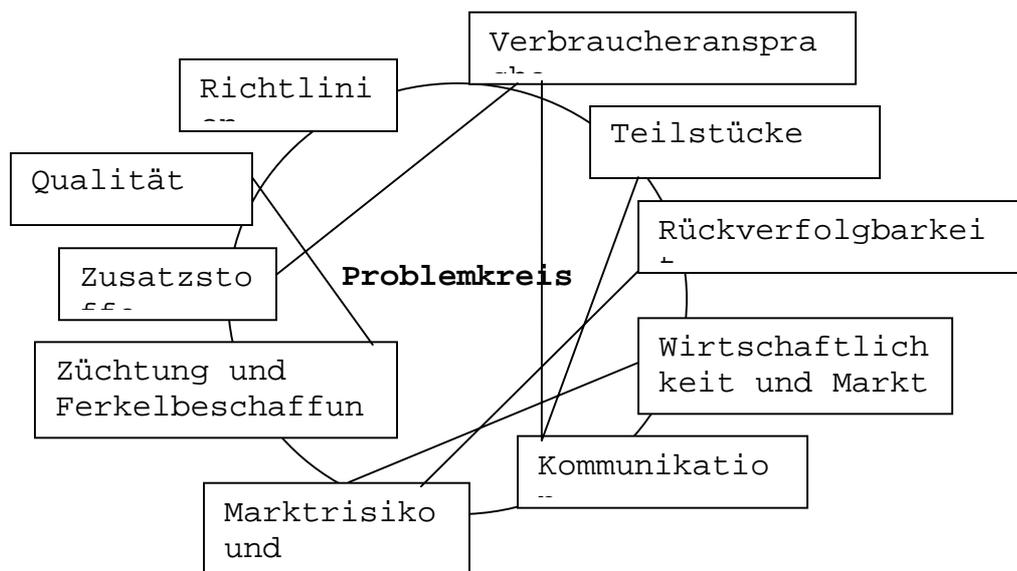 Verbraucheranspra
Richtlini
Teilstücke
Qualität
Rückverfolgbarkei
Zusatzsto
Problemkreis
Wirtschaftlich
keit und Markt
Züchtung und
Ferkelbeschaffun
Kommunikatio
Marktrisiko
und